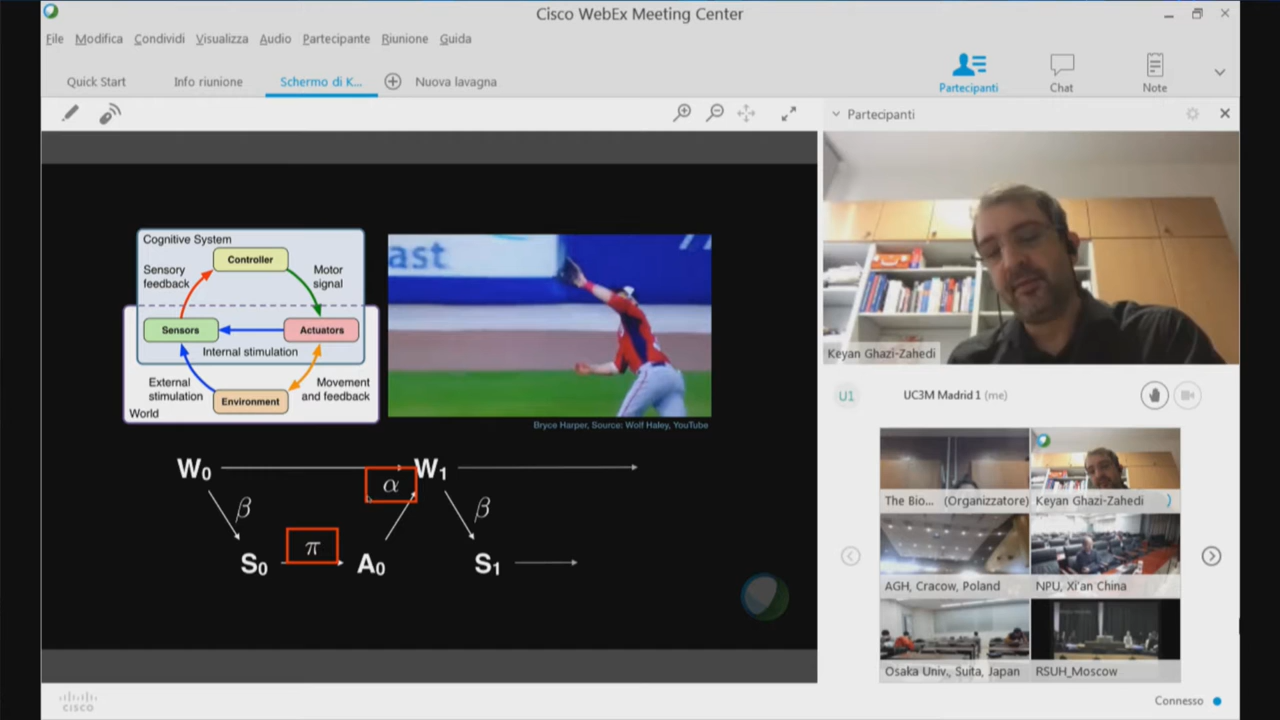 Cisco WebEx Meeting Center
File Modifica Condividi Visualizza Audio Partecipante Riunione Guida
Quick Start Info riunione Schermo di K... Nuova lavagna
Partecipanti Chat Note
Partecipanti
Cognitive System
Controller
Sensory
feedback
Motor
signal
Sensors
Actuators
Internal stimulation
External
stimulation
Movement
and feedback
Environment
World
ast
Bryce Harper, Source: Wolf Haley, YouTube
W₀ W₁
α
β β
π
S₀ A₀ S₁
Keyan Ghazi-Zahedi
U1 UC3M Madrid 1 (me)
The Bio... (Organizzatore) Keyan Ghazi-Zahedi
AGH, Cracow, Poland NPU, Xi'an China
Osaka Univ., Suita, Japan RSUH_Moscow
CISCO
Connesso